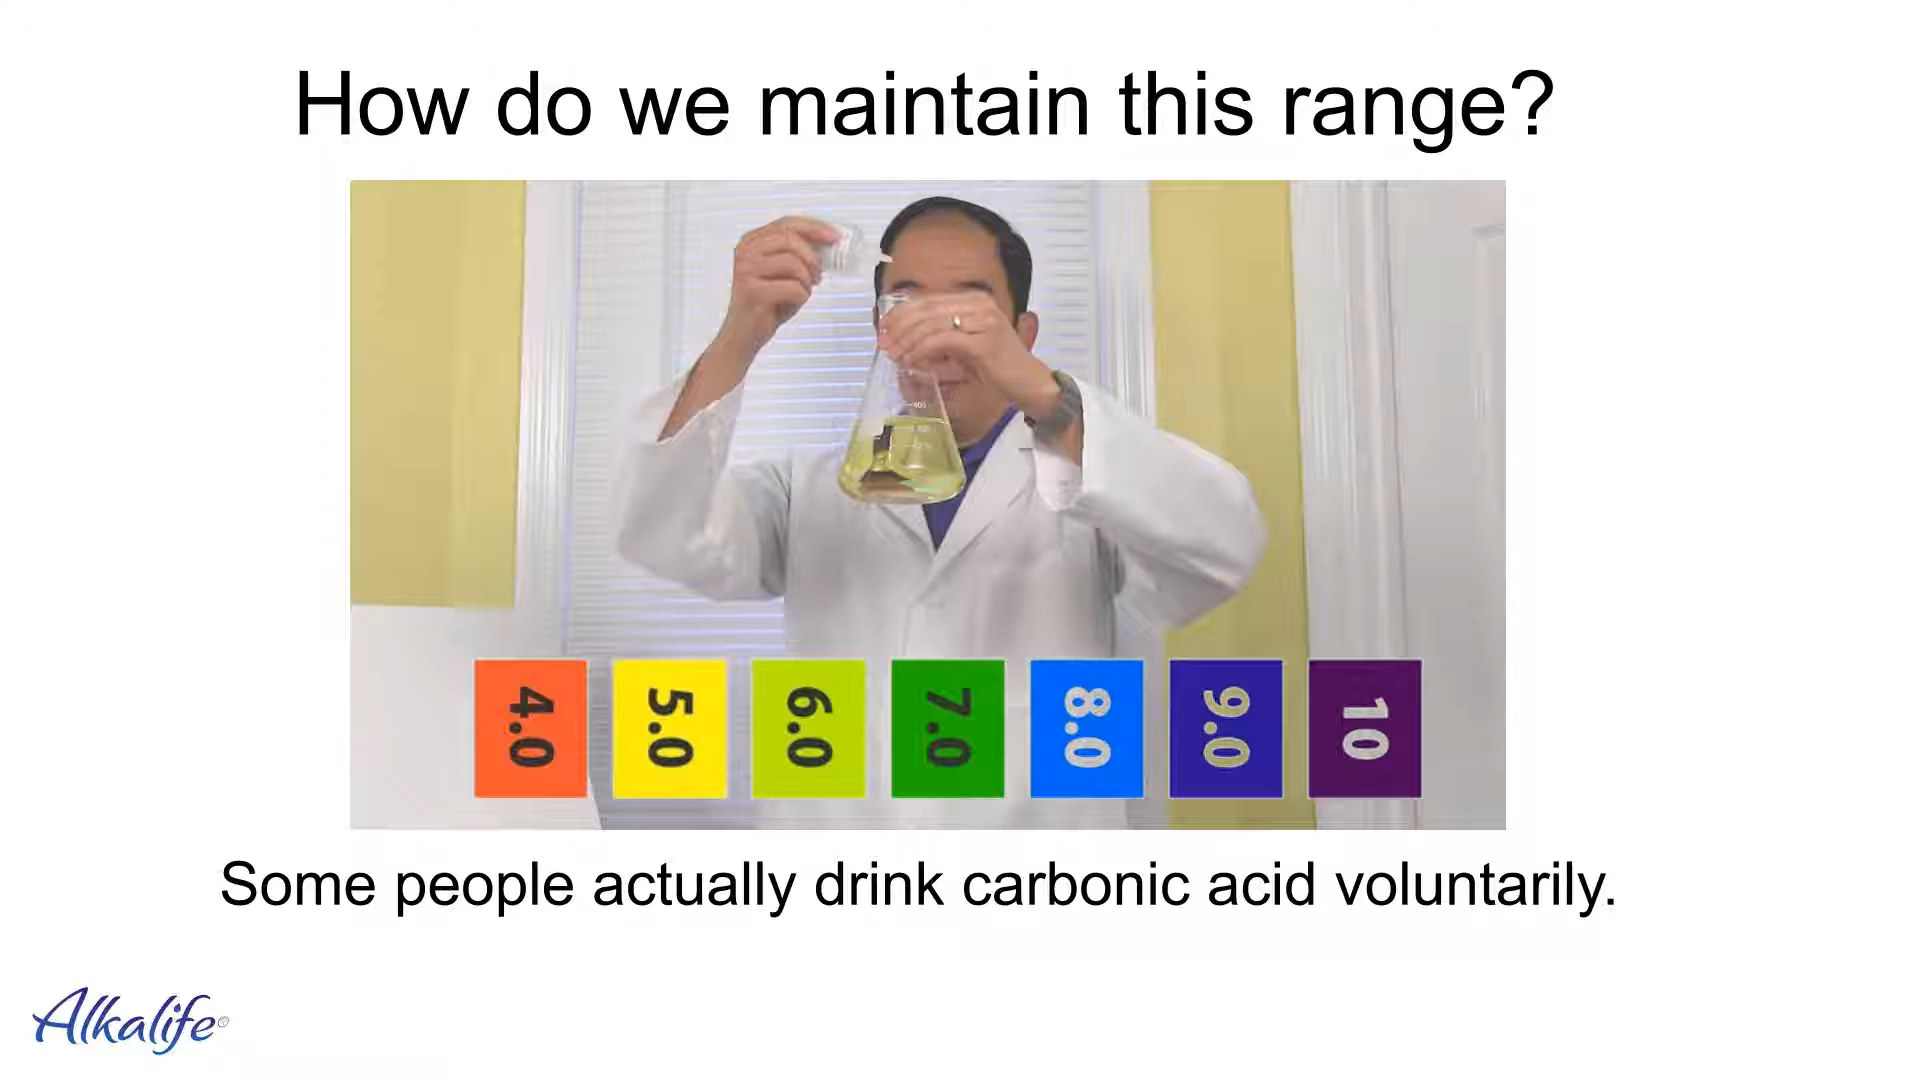 How do we maintain this range?
4.0 5.0 6.0 7.0 8.0 9.0 10
Some people actually drink carbonic acid voluntarily.
Alkalife